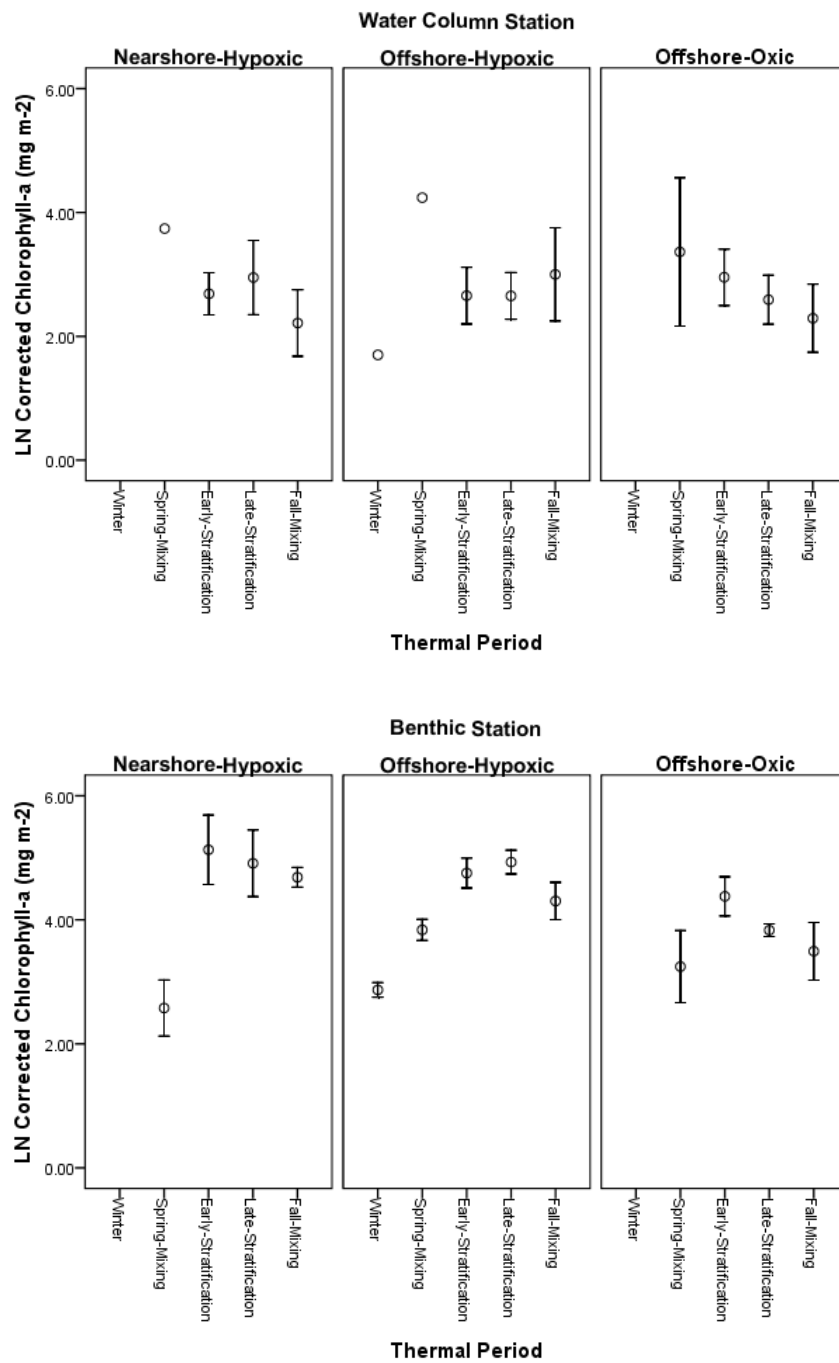 Water Column Station
Nearshore-Hypoxic Offshore-Hypoxic Offshore-Oxic
LN Corrected Chlorophyll-a (mg m-2)
6.00
4.00
2.00
0.00
Winter Spring-Mixing Early-Stratification Late-Stratification Fall-Mixing Winter Spring-Mixing Early-Stratification Late-Stratification Fall-Mixing Winter Spring-Mixing Early-Stratification Late-Stratification Fall-Mixing
Thermal Period
Benthic Station
Nearshore-Hypoxic Offshore-Hypoxic Offshore-Oxic
LN Corrected Chlorophyll-a (mg m-2)
6.00
4.00
2.00
0.00
Winter Spring-Mixing Early-Stratification Late-Stratification Fall-Mixing Winter Spring-Mixing Early-Stratification Late-Stratification Fall-Mixing Winter Spring-Mixing Early-Stratification Late-Stratification Fall-Mixing
Thermal Period